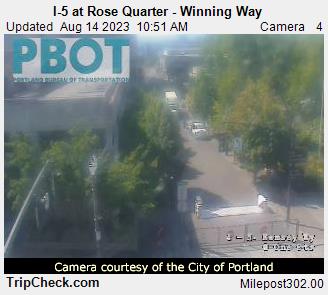 I-5 at Rose Quarter - Winning Way
Updated Aug 14 2023 10:51 AM Camera 4
PBOT
PORTLAND BUREAU OF TRANSPORTATION
Camera courtesy of the City of Portland
TripCheck.com Milepost302.00